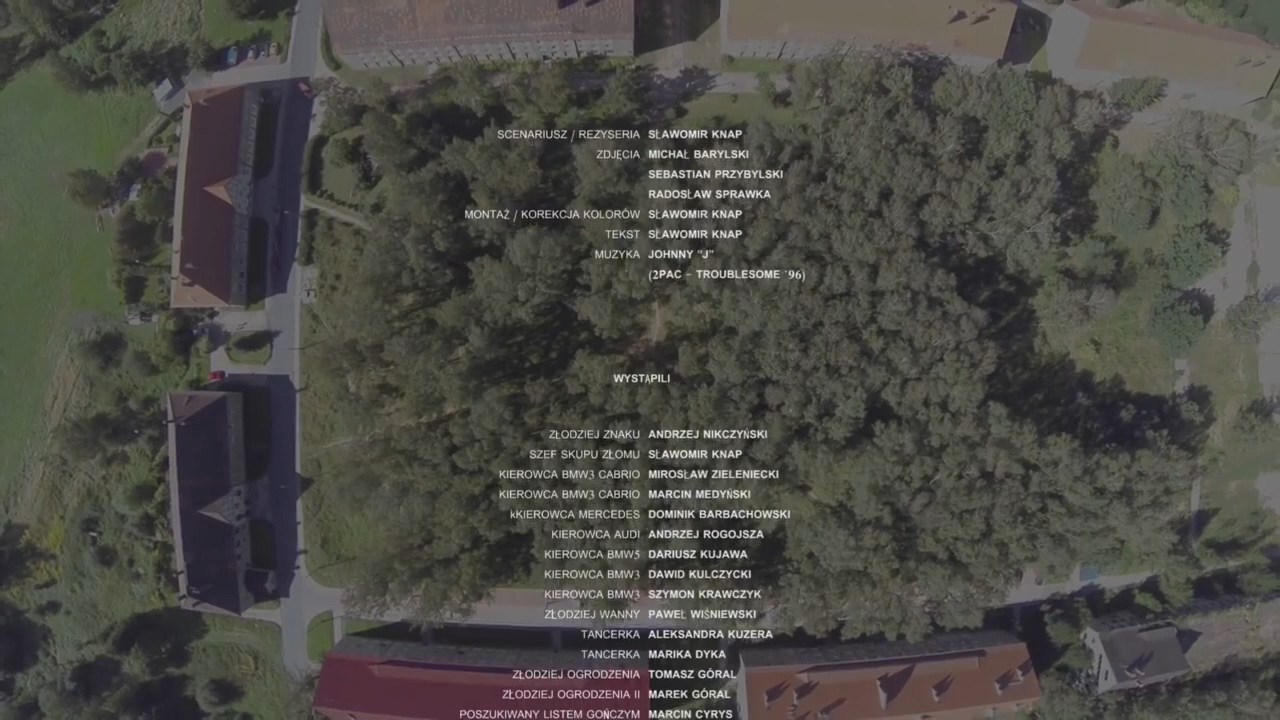 SCENARIUSZ / REŻYSERIA SŁAWOMIR KNAP
ZDJĘCIA MICHAŁ BARYLSKI
SEBASTIAN PRZYBYLSKI
RADOSŁAW SPRAWKA
MONTAŻ / KOREKCJA KOLORÓW SŁAWOMIR KNAP
TEKST SŁAWOMIR KNAP
MUZYKA JOHNNY "J"
(2PAC - TROUBLESOME `96)
WYSTĄPILI
ZŁODZIEJ ZNAKU ANDRZEJ NIKCZYŃSKI
SZEF SKUPU ZŁOMU SŁAWOMIR KNAP
KIEROWCA BMW3 CABRIO MIROSŁAW ZIELENIECKI
KIEROWCA BMW3 CABRIO MARCIN MEDYŃSKI
kKIEROWCA MERCEDES DOMINIK BARBACHOWSKI
KIEROWCA AUDI ANDRZEJ ROGOJSZA
KIEROWCA BMW5 DARIUSZ KUJAWA
KIEROWCA BMW3 DAWID KULCZYCKI
KIEROWCA BMW3 SZYMON KRAWCZYK
ZŁODZIEJ WANNY PAWEŁ WIŚNIEWSKI
TANCERKA ALEKSANDRA KUZERA
TANCERKA MARIKA DYKA
ZŁODZIEJ OGRODZENIA TOMASZ GÓRAL
ZŁODZIEJ OGRODZENIA II MAREK GÓRAL
POSZUKIWANY LISTEM GOŃCZYM MARCIN CYRYS